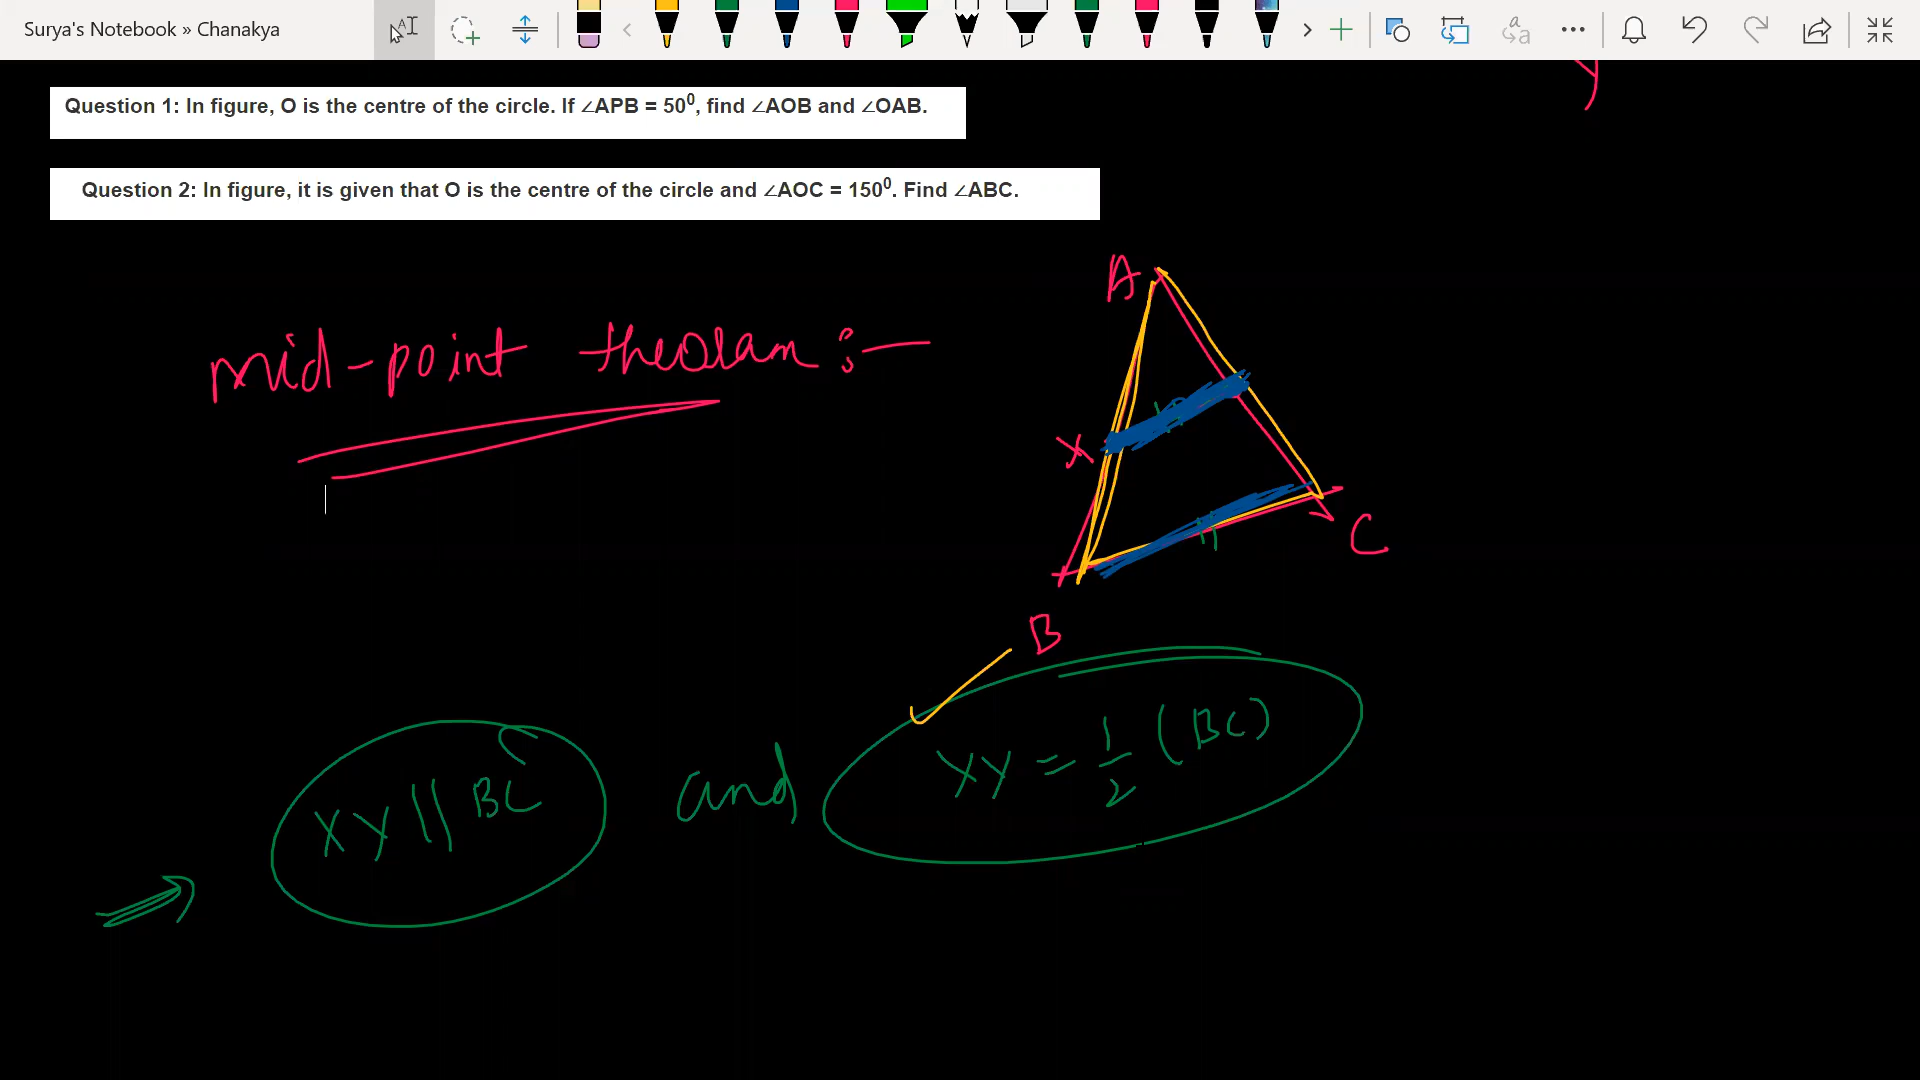 Surya's Notebook » Chanakya
y
Question 1: In figure, O is the centre of the circle. If ∠APB = 50⁰, find ∠AOB and ∠OAB.
Question 2: In figure, it is given that O is the centre of the circle and ∠AOC = 150⁰. Find ∠ABC.
A
mid-point theoram :-
X
C
B
XY || BC and XY = 1/2 (BC)